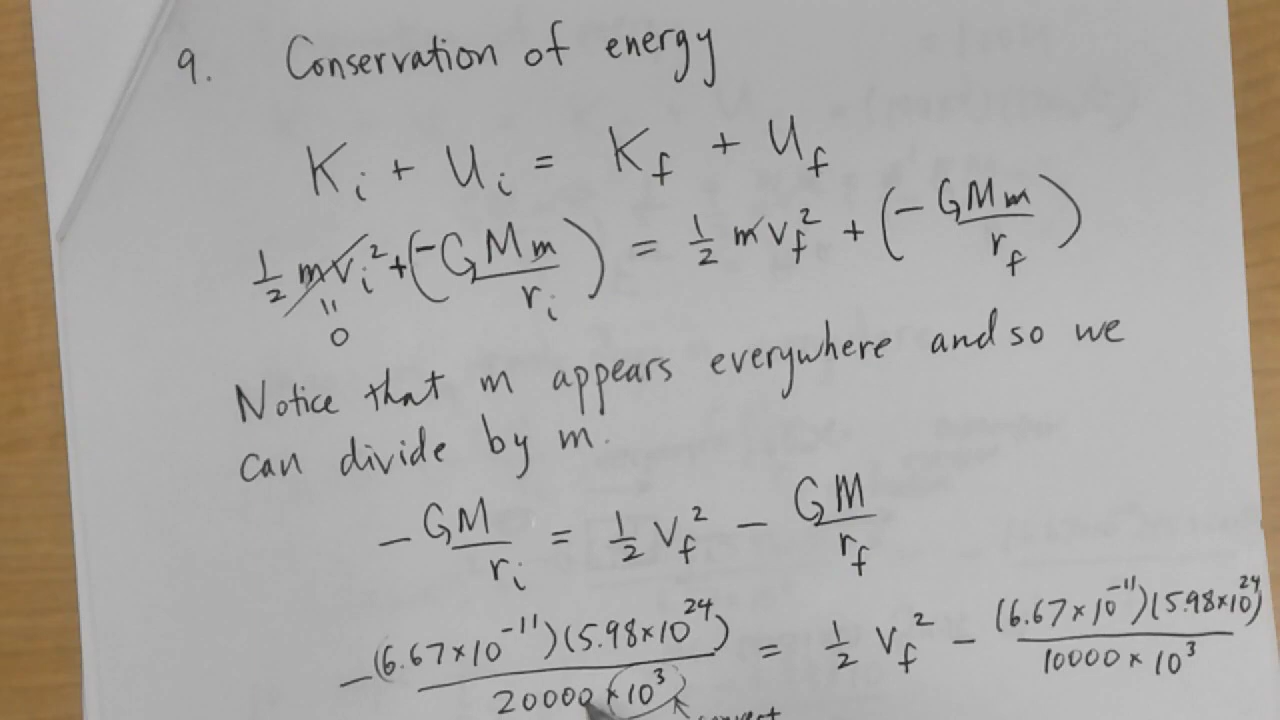 9. Conservation of energy
K_i + U_i = K_f + U_f
1/2 m v_i^2 + (-GMm/r_i) = 1/2 m v_f^2 + (-GMm/r_f)
" 0
Notice that m appears everywhere and so we
can divide by m.
-GM/r_i = 1/2 v_f^2 - GM/r_f
-(6.67×10^-11)(5.98×10^24)/(20000×10^3) = 1/2 v_f^2 - (6.67×10^-11)(5.98×10^24)/(10000×10^3)
convert